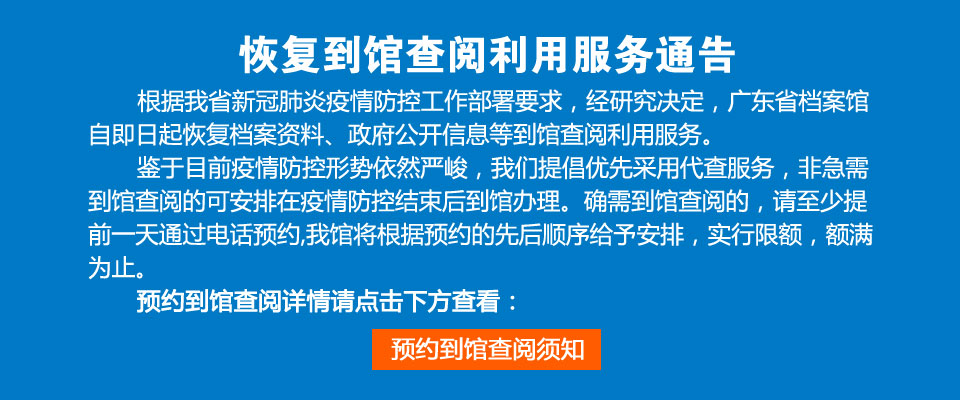 恢复到馆查阅利用服务通告
根据我省新冠肺炎疫情防控工作部署要求，经研究决定，广东省档案馆
自即日起恢复档案资料、政府公开信息等到馆查阅利用服务。
鉴于目前疫情防控形势依然严峻，我们提倡优先采用代查服务，非急需
到馆查阅的可安排在疫情防控结束后到馆办理。确需到馆查阅的，请至少提
前一天通过电话预约,我馆将根据预约的先后顺序给予安排，实行限额，额满
为止。
预约到馆查阅详情请点击下方查看：
预约到馆查阅须知